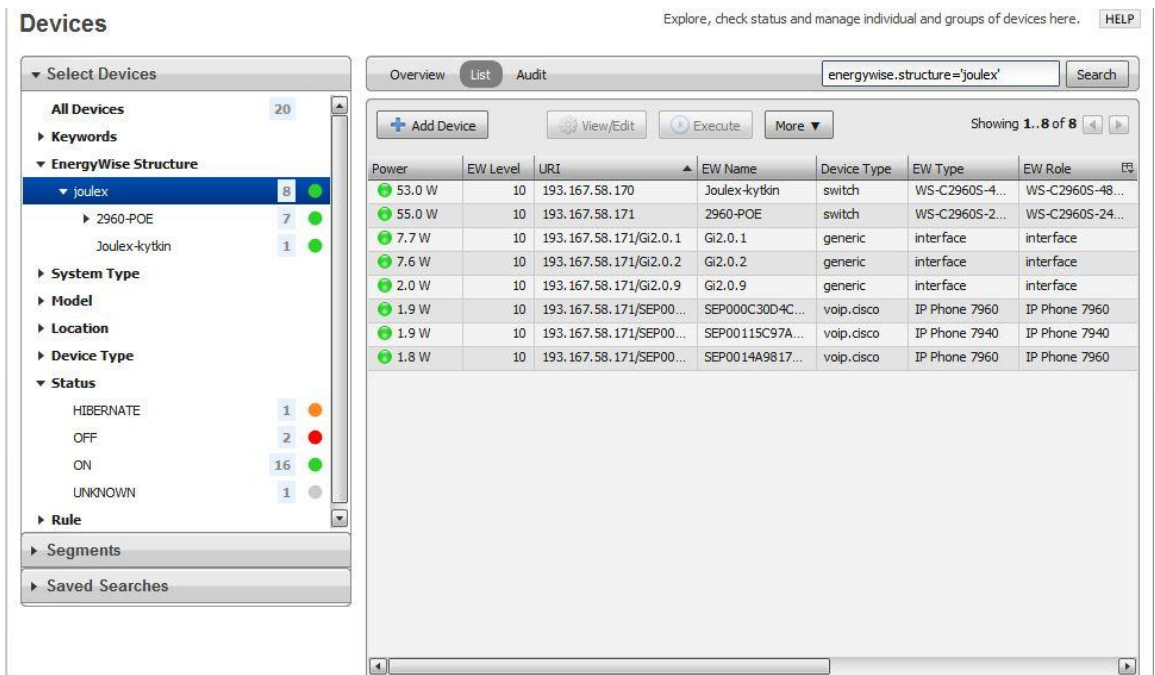 Devices
Explore, check status and manage individual and groups of devices here. HELP
Select Devices
All Devices 20
Keywords
EnergyWise Structure
joulex 8
2960-POE 7
Joulex-kytkin 1
System Type
Model
Location
Device Type
Status
HIBERNATE 1
OFF 2
ON 16
UNKNOWN 1
Rule
Segments
Saved Searches
Overview List Audit energywise.structure='joulex' Search
Add Device View/Edit Execute More ▼ Showing 1..8 of 8
Power EW Level URI ▲ EW Name Device Type EW Type EW Role
53.0 W 10 193.167.58.170 Joulex-kytkin switch WS-C2960S-4... WS-C2960S-48...
55.0 W 10 193.167.58.171 2960-POE switch WS-C2960S-2... WS-C2960S-24...
7.7 W 10 193.167.58.171/Gi2.0.1 Gi2.0.1 generic interface interface
7.6 W 10 193.167.58.171/Gi2.0.2 Gi2.0.2 generic interface interface
2.0 W 10 193.167.58.171/Gi2.0.9 Gi2.0.9 generic interface interface
1.9 W 10 193.167.58.171/SEP00... SEP000C30D4C... voip.cisco IP Phone 7960 IP Phone 7960
1.9 W 10 193.167.58.171/SEP00... SEP00115C97A... voip.cisco IP Phone 7940 IP Phone 7940
1.8 W 10 193.167.58.171/SEP00... SEP0014A9817... voip.cisco IP Phone 7960 IP Phone 7960